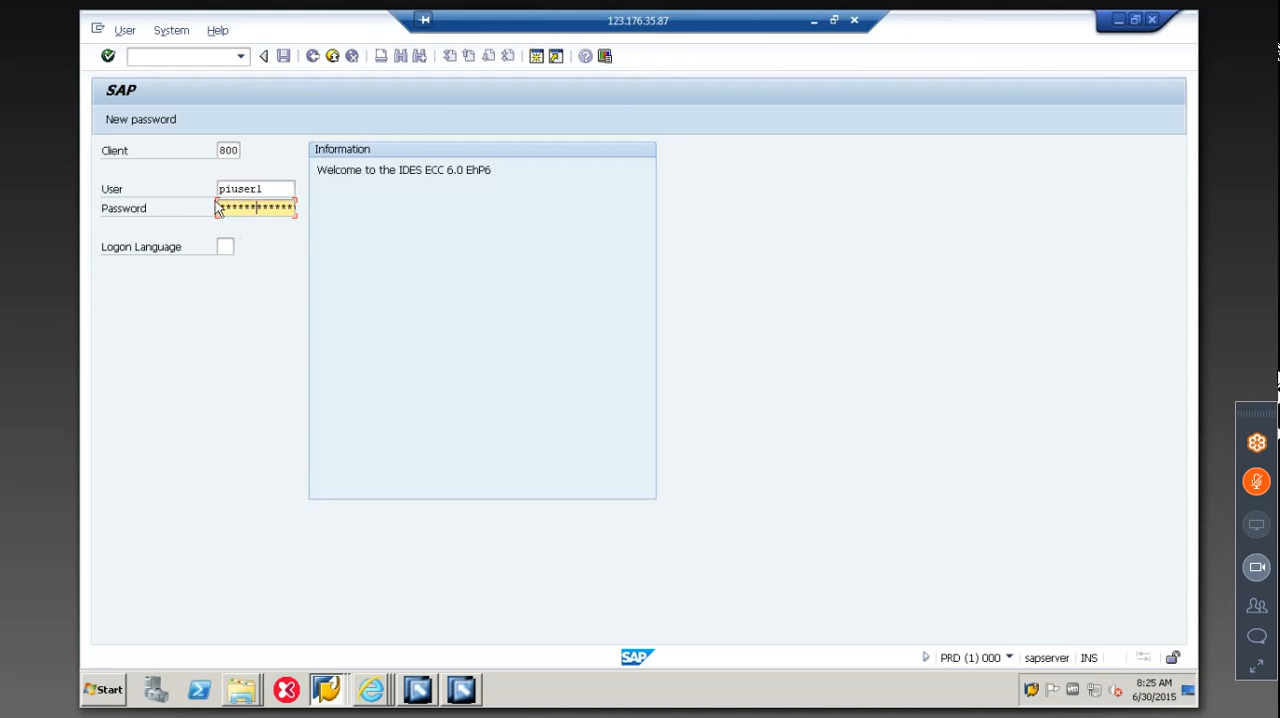 123.176.35.87
User System Help
SAP
New password
Client 800
Information
Welcome to the IDES ECC 6.0 EhP6
User piuser1
Password ************
Logon Language
SAP
PRD (1) 000 sapserver INS
Start
8:25 AM
6/30/2015